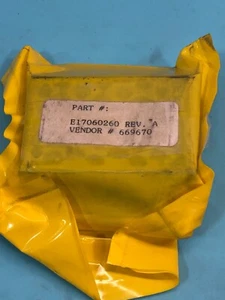 PART #:
E17060260 REV. A
VENDOR # 669670